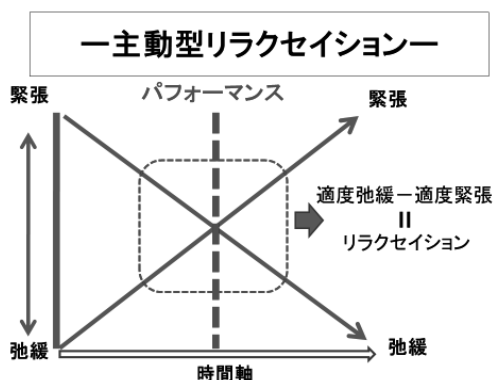 ー主動型リラクセイションー
パフォーマンス
緊張
緊張
適度弛緩ー適度緊張
=
リラクセイション
弛緩
弛緩
時間軸